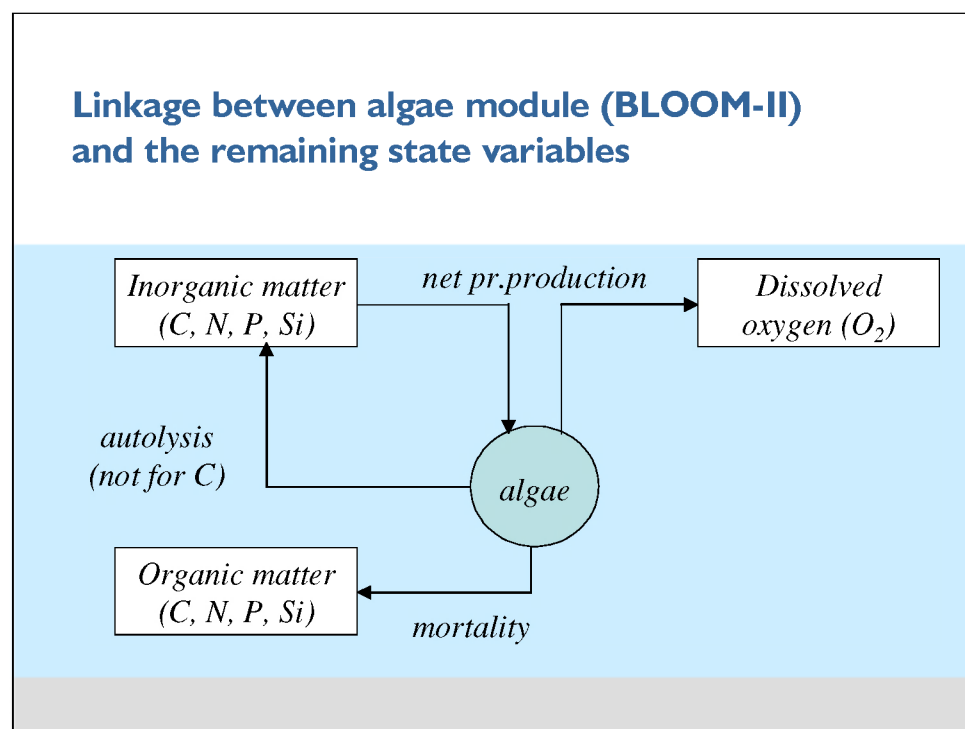 Linkage between algae module (BLOOM-II)
and the remaining state variables
Inorganic matter
(C, N, P, Si)
net pr.production
Dissolved
oxygen (O₂)
autolysis
(not for C)
algae
Organic matter
(C, N, P, Si)
mortality